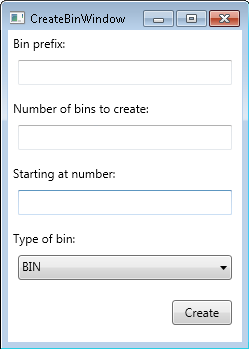 CreateBinWindow
Bin prefix:
Number of bins to create:
Starting at number:
Type of bin:
BIN
Create